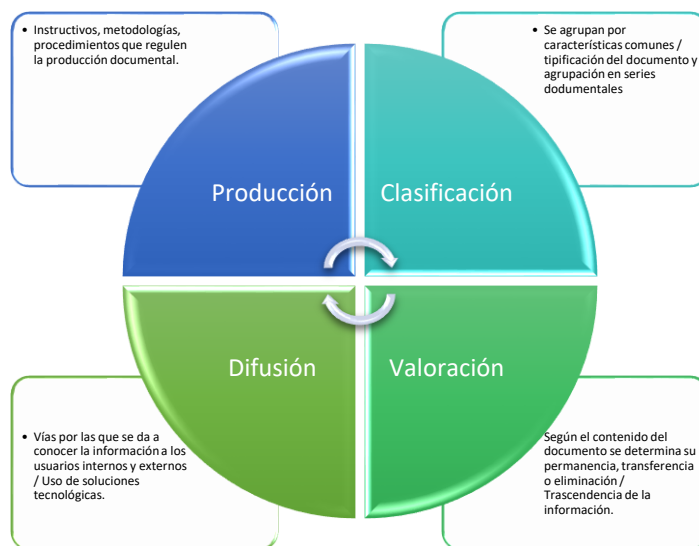 • Instructivos, metodologías,
procedimientos que regulen
la producción documental.
• Se agrupan por
características comunes /
tipificación del documento y
agrupación en series
dodumentales
Producción
Clasificación
Difusión
Valoración
• Vías por las que se da a
conocer la información a los
usuarios internos y externos
/ Uso de soluciones
tecnológicas.
Según el contenido del
documento se determina su
permanencia, transferencia
o eliminación /
Trascendencia de la
información.